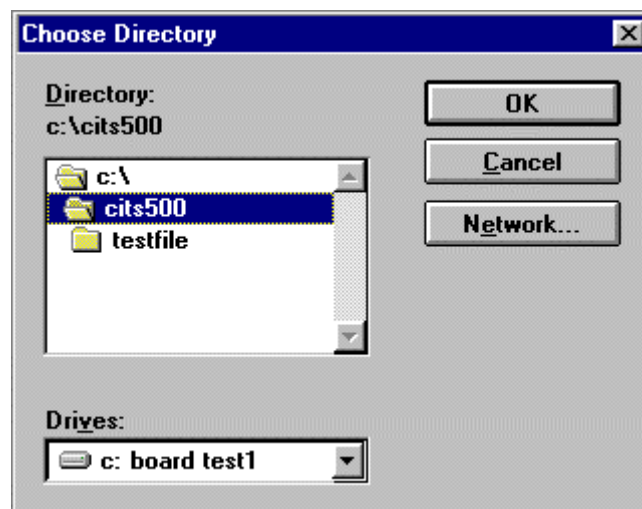 Choose Directory
Directory:
c:\cits500
c:\
cits500
testfile
OK
Cancel
Network...
Drives:
c: board test1